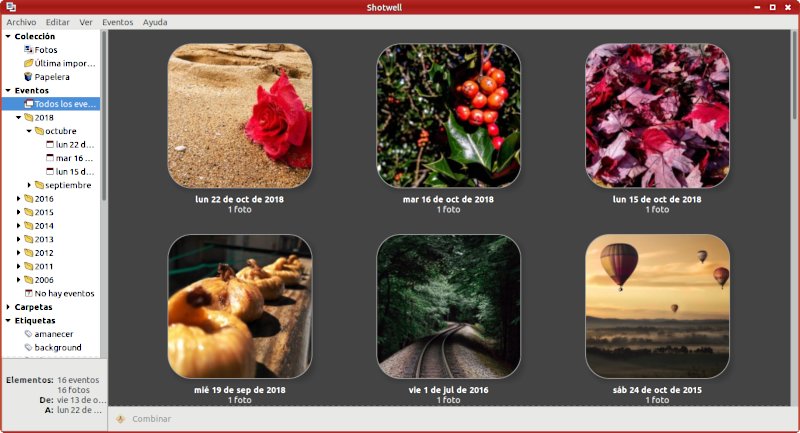 Shotwell
Archivo Editar Ver Eventos Ayuda
Colección
Fotos
Última impor...
Papelera
Eventos
Todos los eve...
2018
octubre
lun 22 d...
mar 16 ...
lun 15 d...
septiembre
2016
2015
2014
2013
2012
2011
2006
No hay eventos
Carpetas
Etiquetas
amanecer
background
Elementos: 16 eventos
16 fotos
De: vie 13 de o...
A: lun 22 de ...
lun 22 de oct de 2018
1 foto
mar 16 de oct de 2018
1 foto
lun 15 de oct de 2018
1 foto
mié 19 de sep de 2018
1 foto
vie 1 de jul de 2016
1 foto
sáb 24 de oct de 2015
1 foto
Combinar